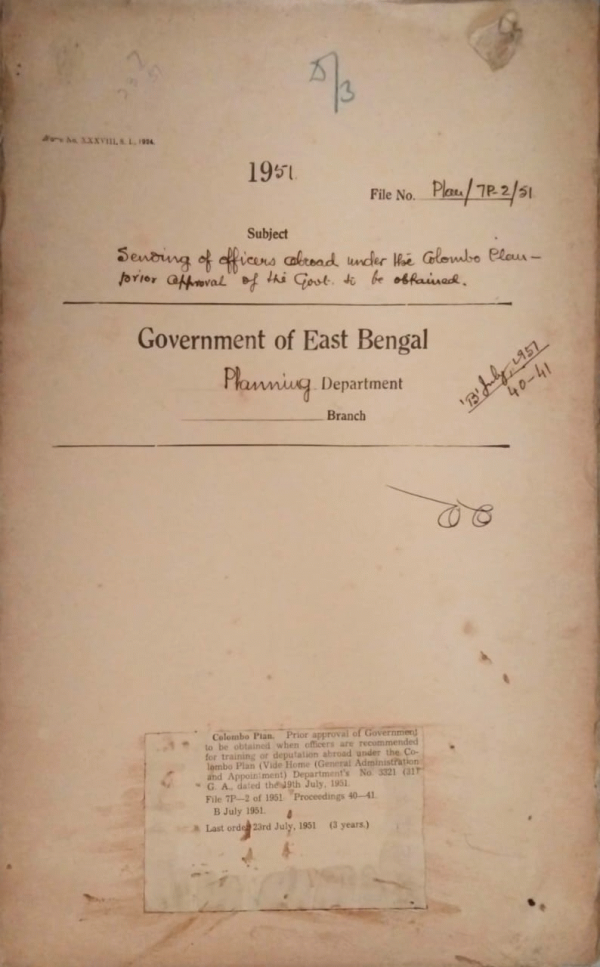 D/B
XXXVIII, S. I., 1934.
1951.
File No. Plan/7P-2/51
Subject
Sending of officers abroad under the Colombo Plan –
prior approval of the Govt. to be obtained.
Government of East Bengal
Planning Department
Branch
'B' July, 1951
40–41
Colombo Plan. Prior approval of Government
to be obtained when officers are recommended
for training or deputation abroad under the Co-
lombo Plan (Vide Home (General Administration
and Appointment) Department's No. 3321 (31)
G. A., dated the 19th July, 1951.
File 7P—2 of 1951. Proceedings 40—41.
B July 1951.
Last order 23rd July, 1951 (3 years.)